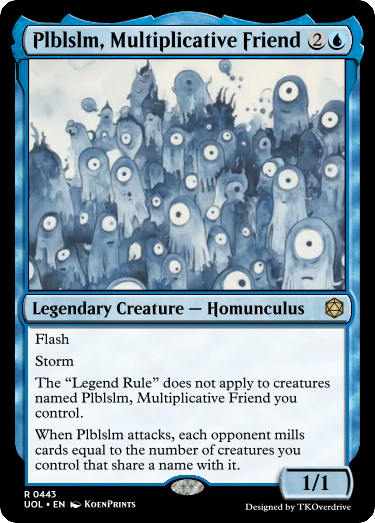 Plblslm, Multiplicative Friend 2
Legendary Creature — Homunculus
Flash
Storm
The “Legend Rule” does not apply to creatures
named Plblslm, Multiplicative Friend you
control.
When Plblslm attacks, each opponent mills
cards equal to the number of creatures you
control that share a name with it.
1/1
R 0443
UOL • EN KoenPrints
Designed by TKOverdrive